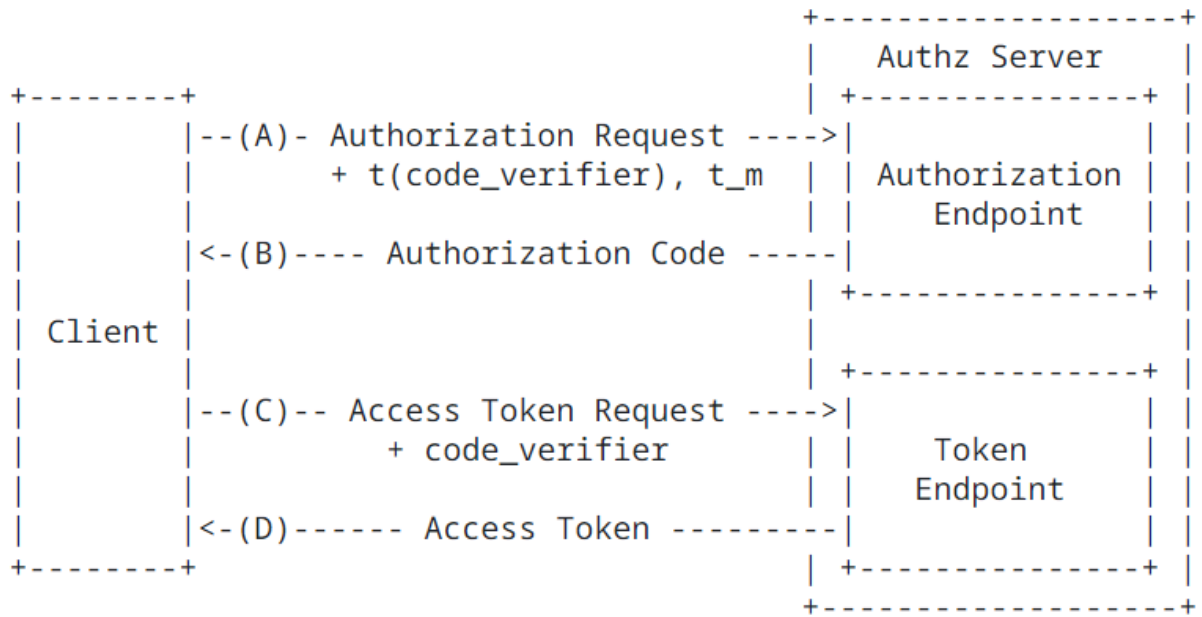 +-------------------+
|   Authz Server    |
+--------+                                | +---------------+ |
|        |--(A)- Authorization Request ---->|               | |
|        |       + t(code_verifier), t_m  | | Authorization | |
|        |                                | |    Endpoint   | |
|        |<-(B)---- Authorization Code -----|               | |
|        |                                | +---------------+ |
| Client |                                |                   |
|        |                                | +---------------+ |
|        |--(C)-- Access Token Request ---->|               | |
|        |          + code_verifier       | |    Token      | |
|        |                                | |   Endpoint    | |
|        |<-(D)------ Access Token ---------|               | |
+--------+                                | +---------------+ |
+-------------------+